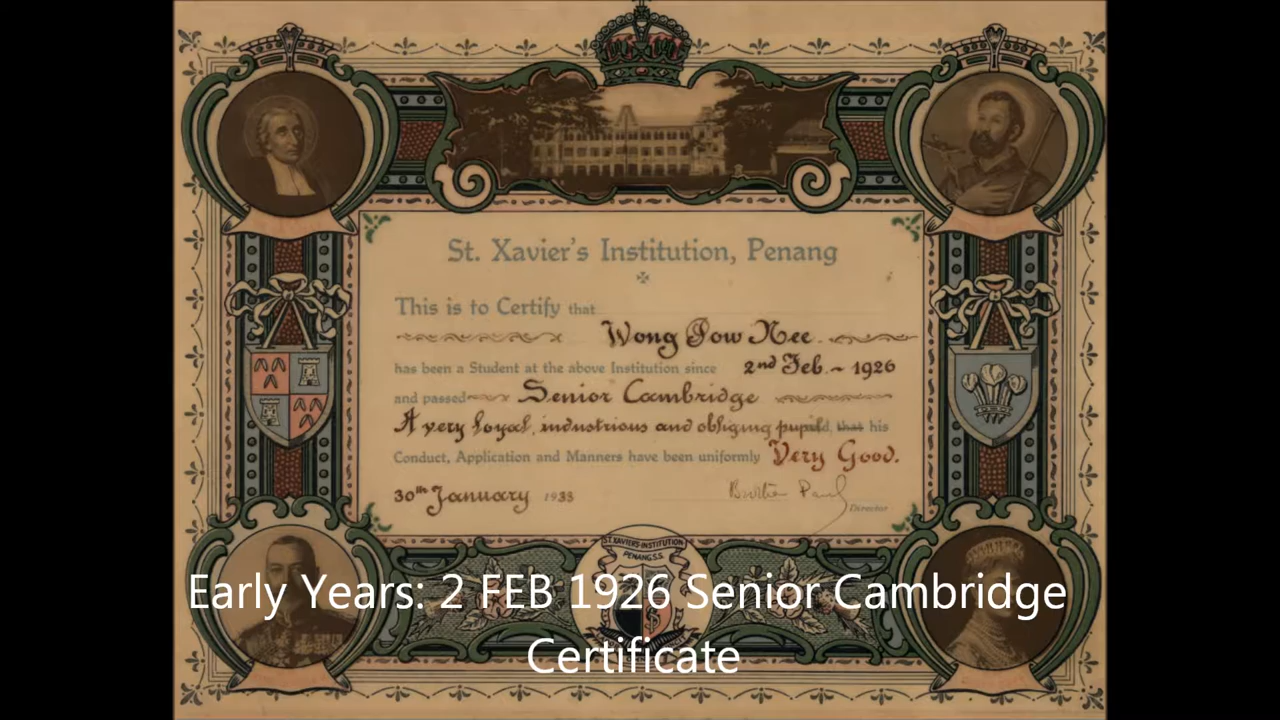 St. Xavier's Institution, Penang
This is to Certify that
Wong Pow Nee.
has been a Student at the above Institution since 2nd Feb. ~ 1926
and passed Senior Cambridge
A very loyal, industrious and obliging pupil, that his
Conduct, Application and Manners have been uniformly Very Good.
30th January 1933
Director
ST XAVIER'S INSTITUTION
PENANG S.S.
Early Years: 2 FEB 1926 Senior Cambridge
Certificate